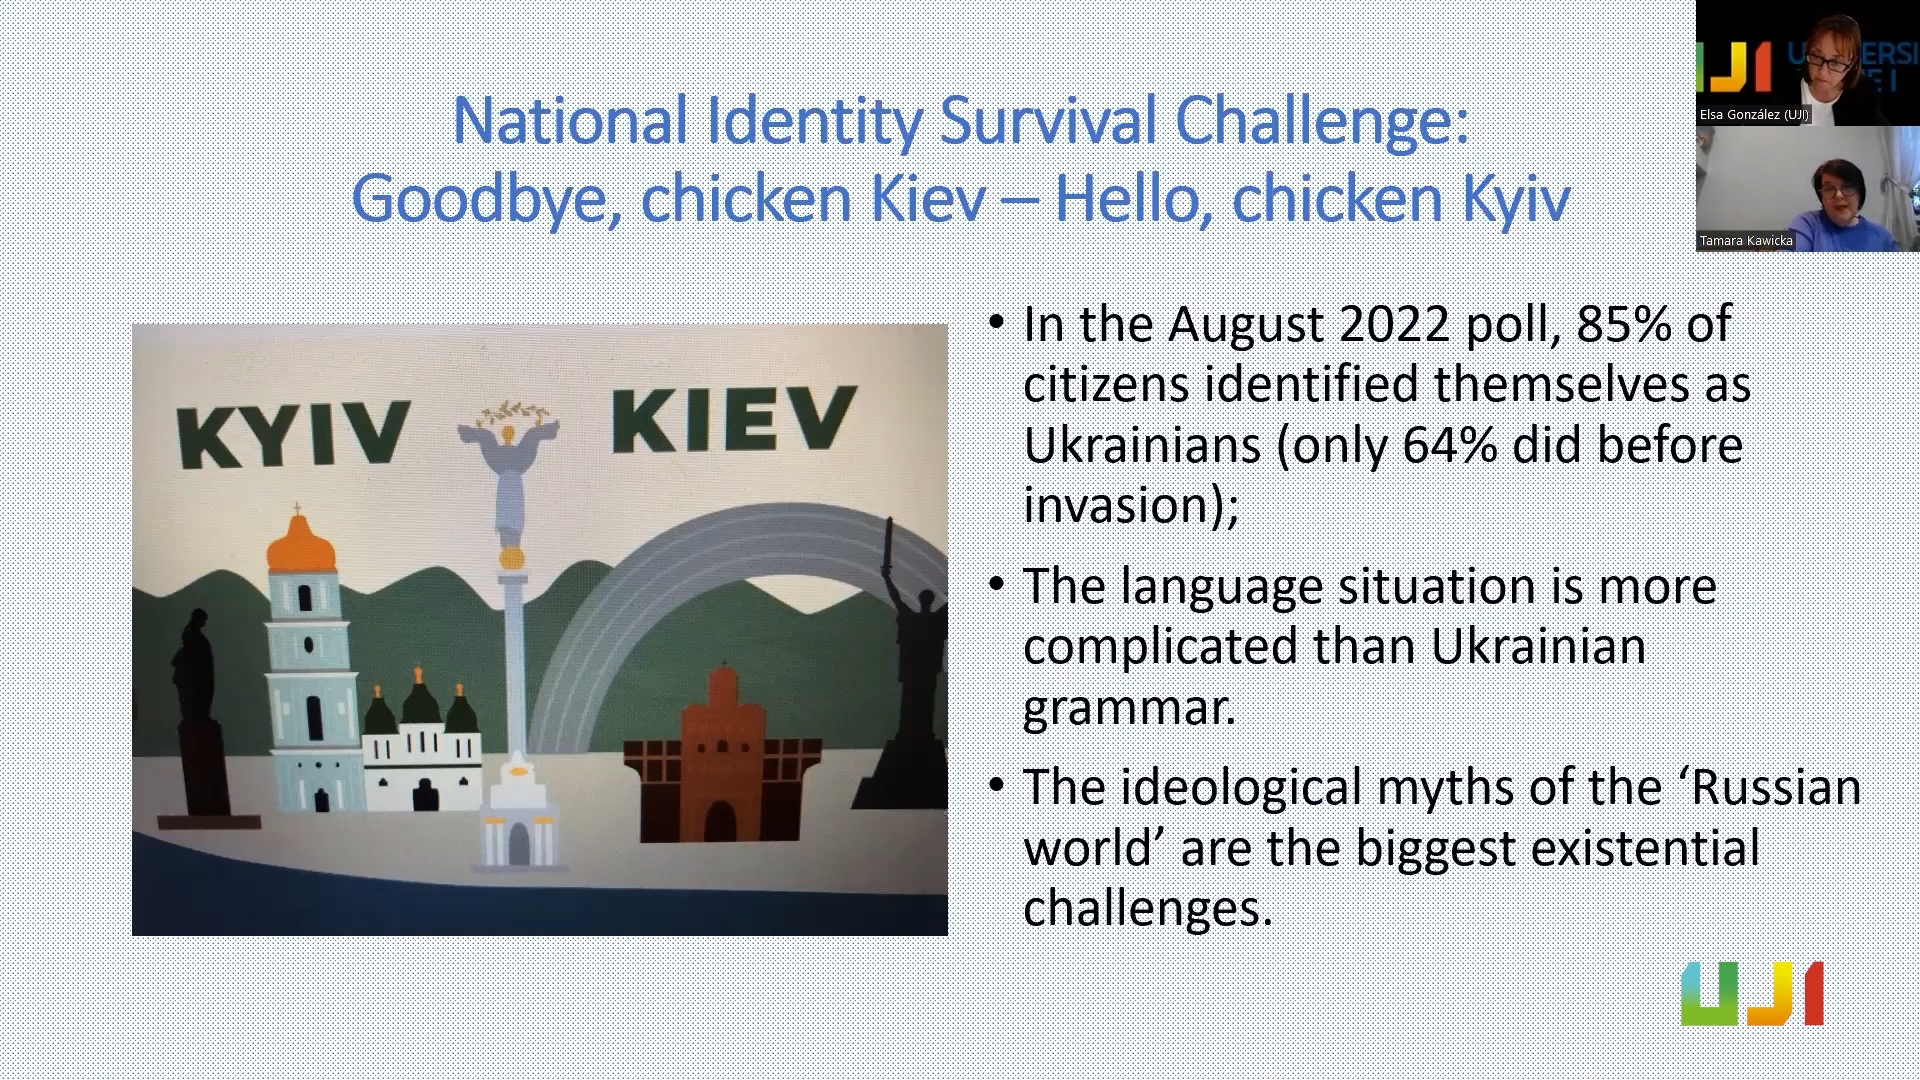 National Identity Survival Challenge:
Goodbye, chicken Kiev – Hello, chicken Kyiv
KYIV
KIEV
• In the August 2022 poll, 85% of
citizens identified themselves as
Ukrainians (only 64% did before
invasion);
• The language situation is more
complicated than Ukrainian
grammar.
• The ideological myths of the ‘Russian
world’ are the biggest existential
challenges.
UJI
UJI
Elsa González (UJI)
Tamara Kawicka